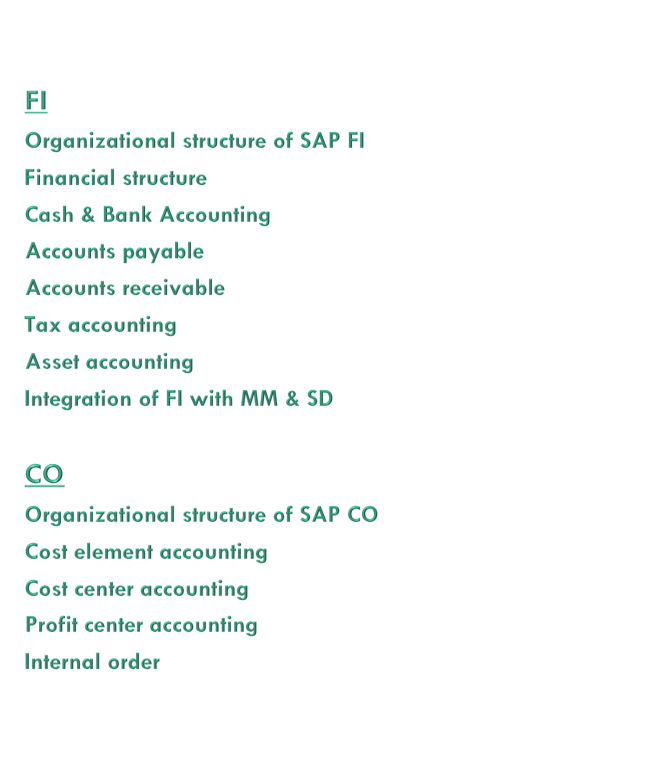 FI
Organizational structure of SAP FI
Financial structure
Cash & Bank Accounting
Accounts payable
Accounts receivable
Tax accounting
Asset accounting
Integration of FI with MM & SD
CO
Organizational structure of SAP CO
Cost element accounting
Cost center accounting
Profit center accounting
Internal order